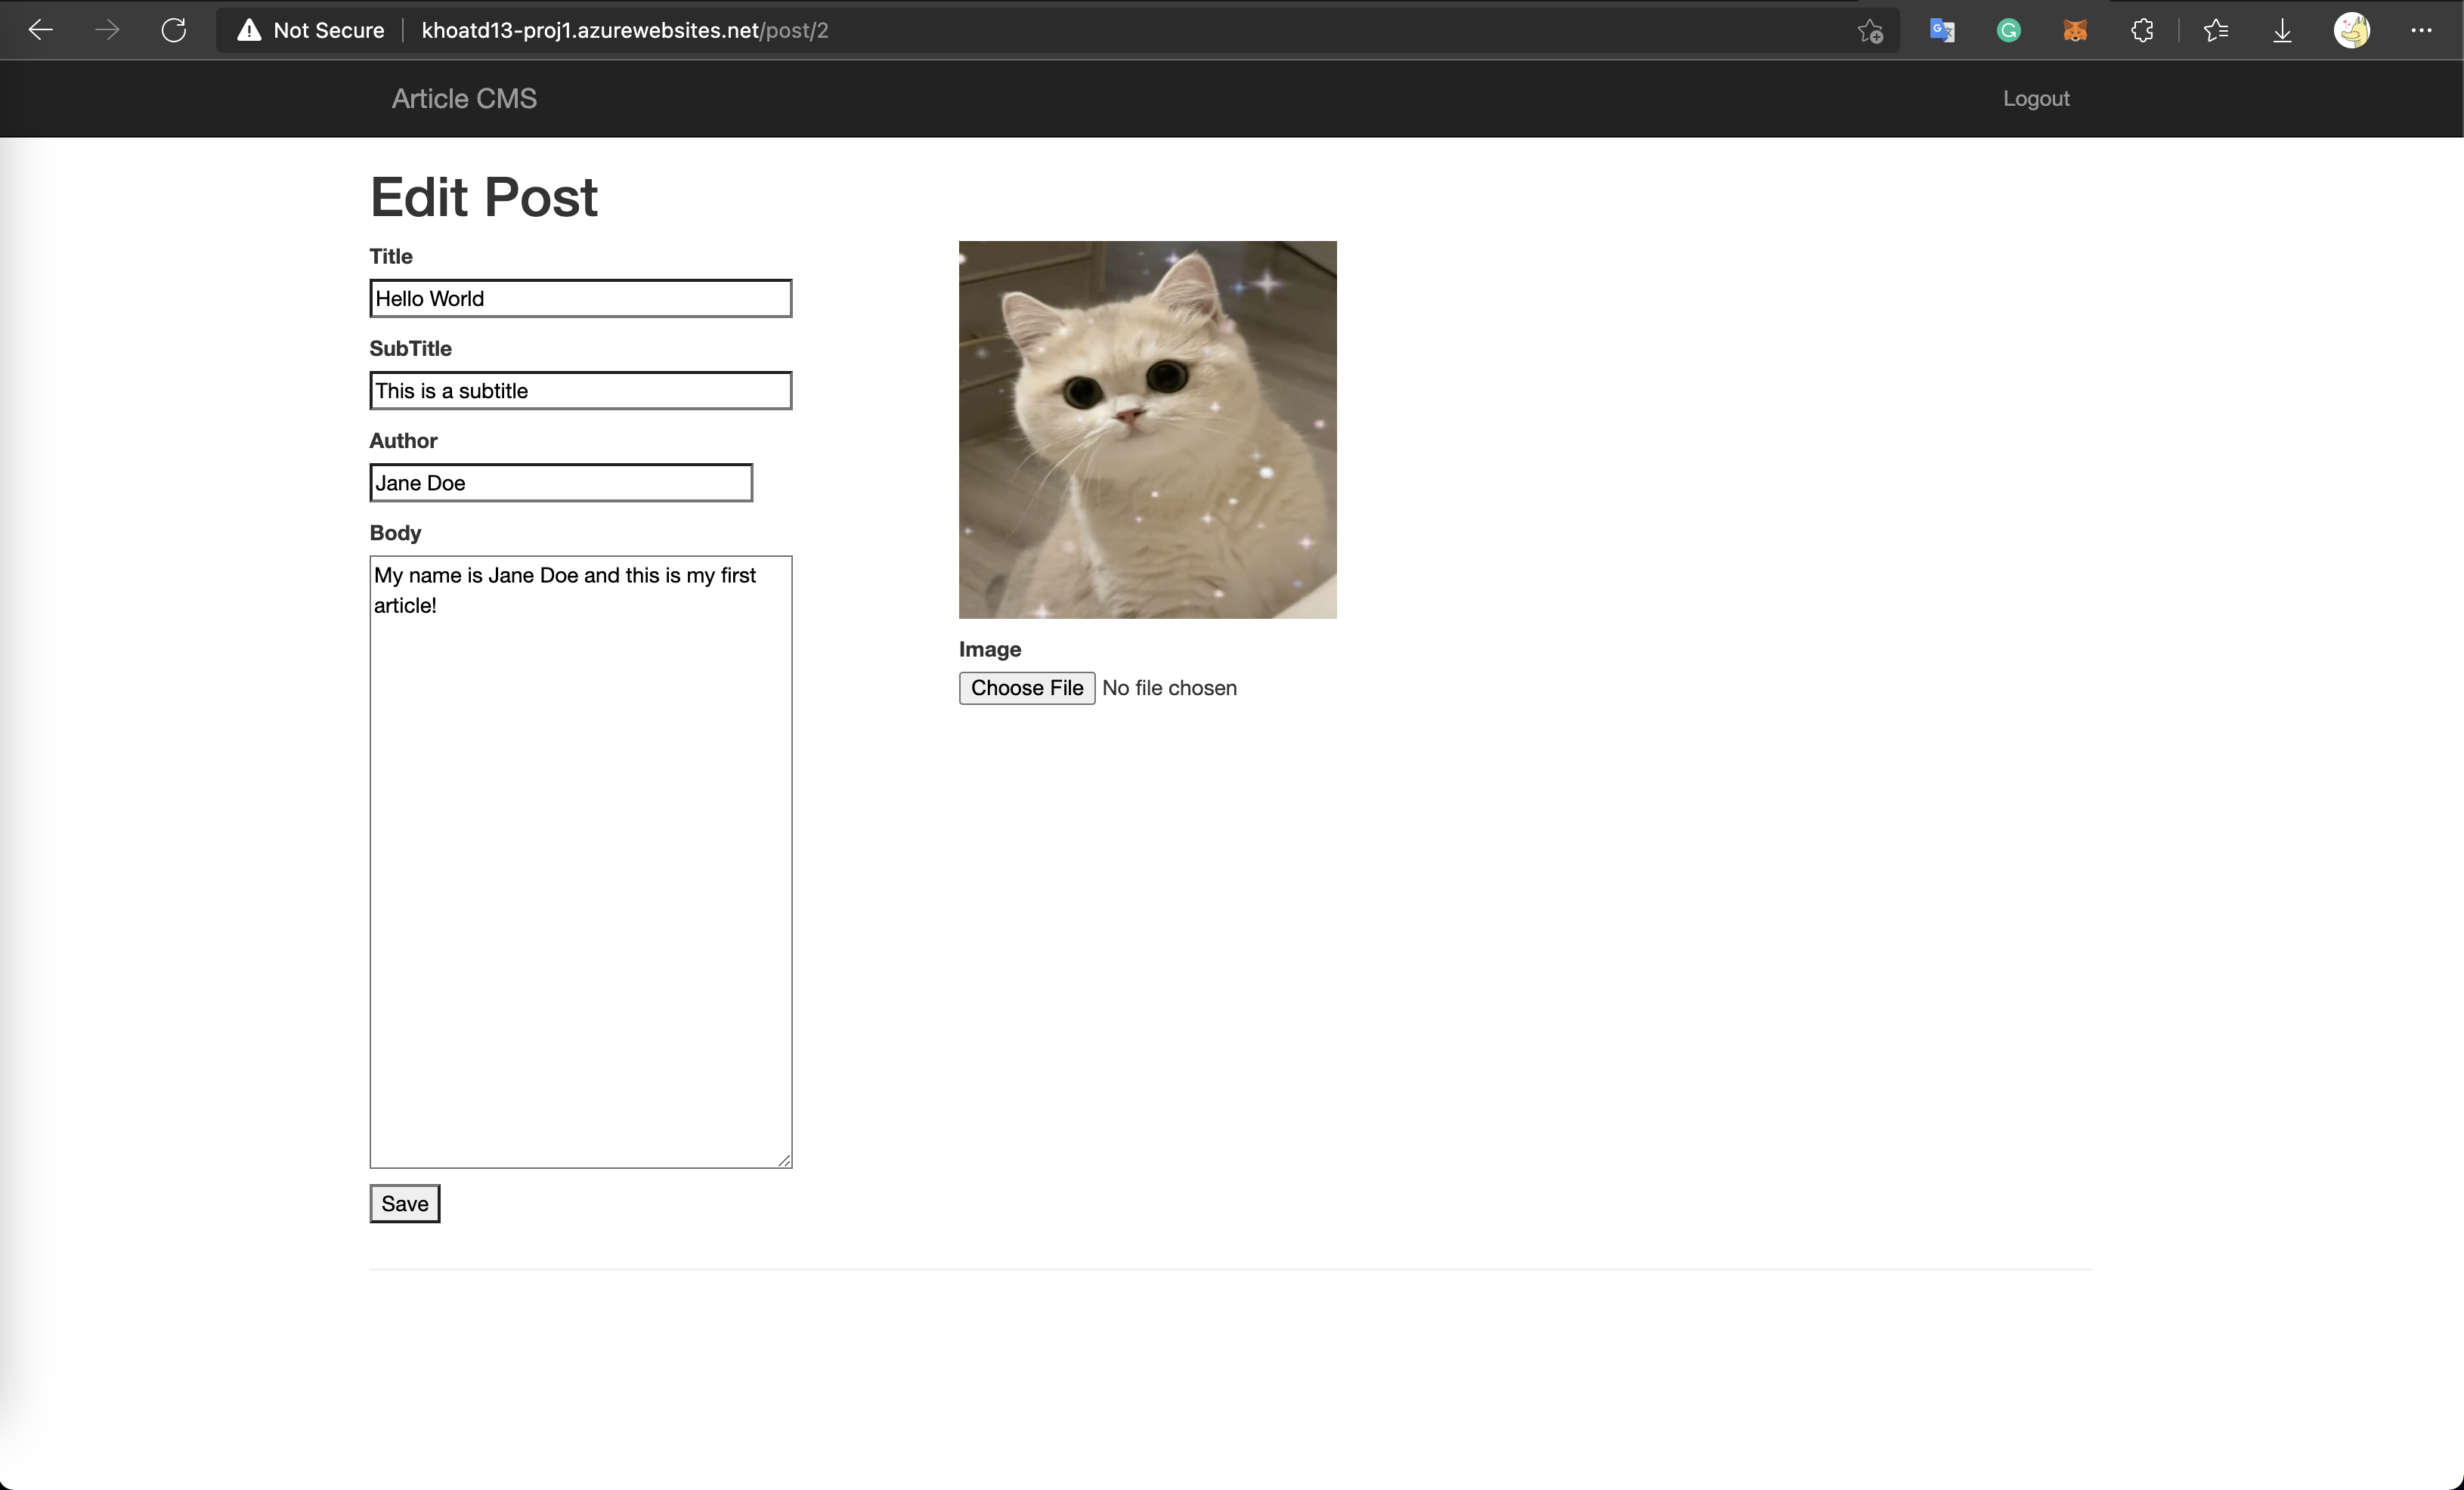 Not Secure khoatd13-proj1.azurewebsites.net/post/2
Article CMS Logout
Edit Post
Title
Hello World
SubTitle
This is a subtitle
Author
Jane Doe
Body
My name is Jane Doe and this is my first
article!
Save
Image
Choose File No file chosen